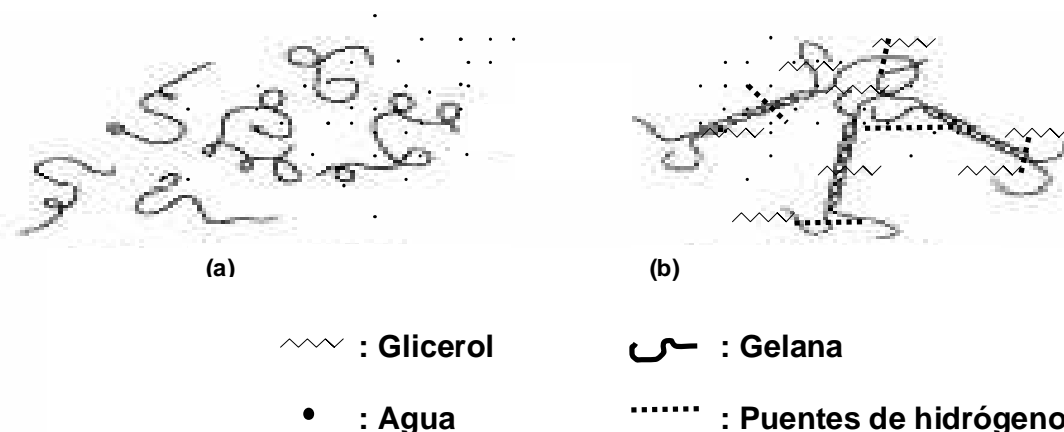 (a) (b)
: Glicerol : Gelana
: Agua : Puentes de hidrógeno